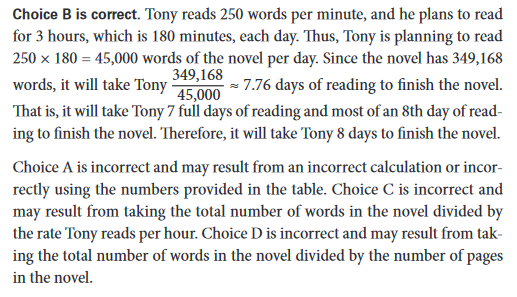 Choice B is correct. Tony reads 250 words per minute, and he plans to read
for 3 hours, which is 180 minutes, each day. Thus, Tony is planning to read
250 × 180 = 45,000 words of the novel per day. Since the novel has 349,168
words, it will take Tony 349,168/45,000 ≈ 7.76 days of reading to finish the novel.
That is, it will take Tony 7 full days of reading and most of an 8th day of read-
ing to finish the novel. Therefore, it will take Tony 8 days to finish the novel.
Choice A is incorrect and may result from an incorrect calculation or incor-
rectly using the numbers provided in the table. Choice C is incorrect and
may result from taking the total number of words in the novel divided by
the rate Tony reads per hour. Choice D is incorrect and may result from tak-
ing the total number of words in the novel divided by the number of pages
in the novel.